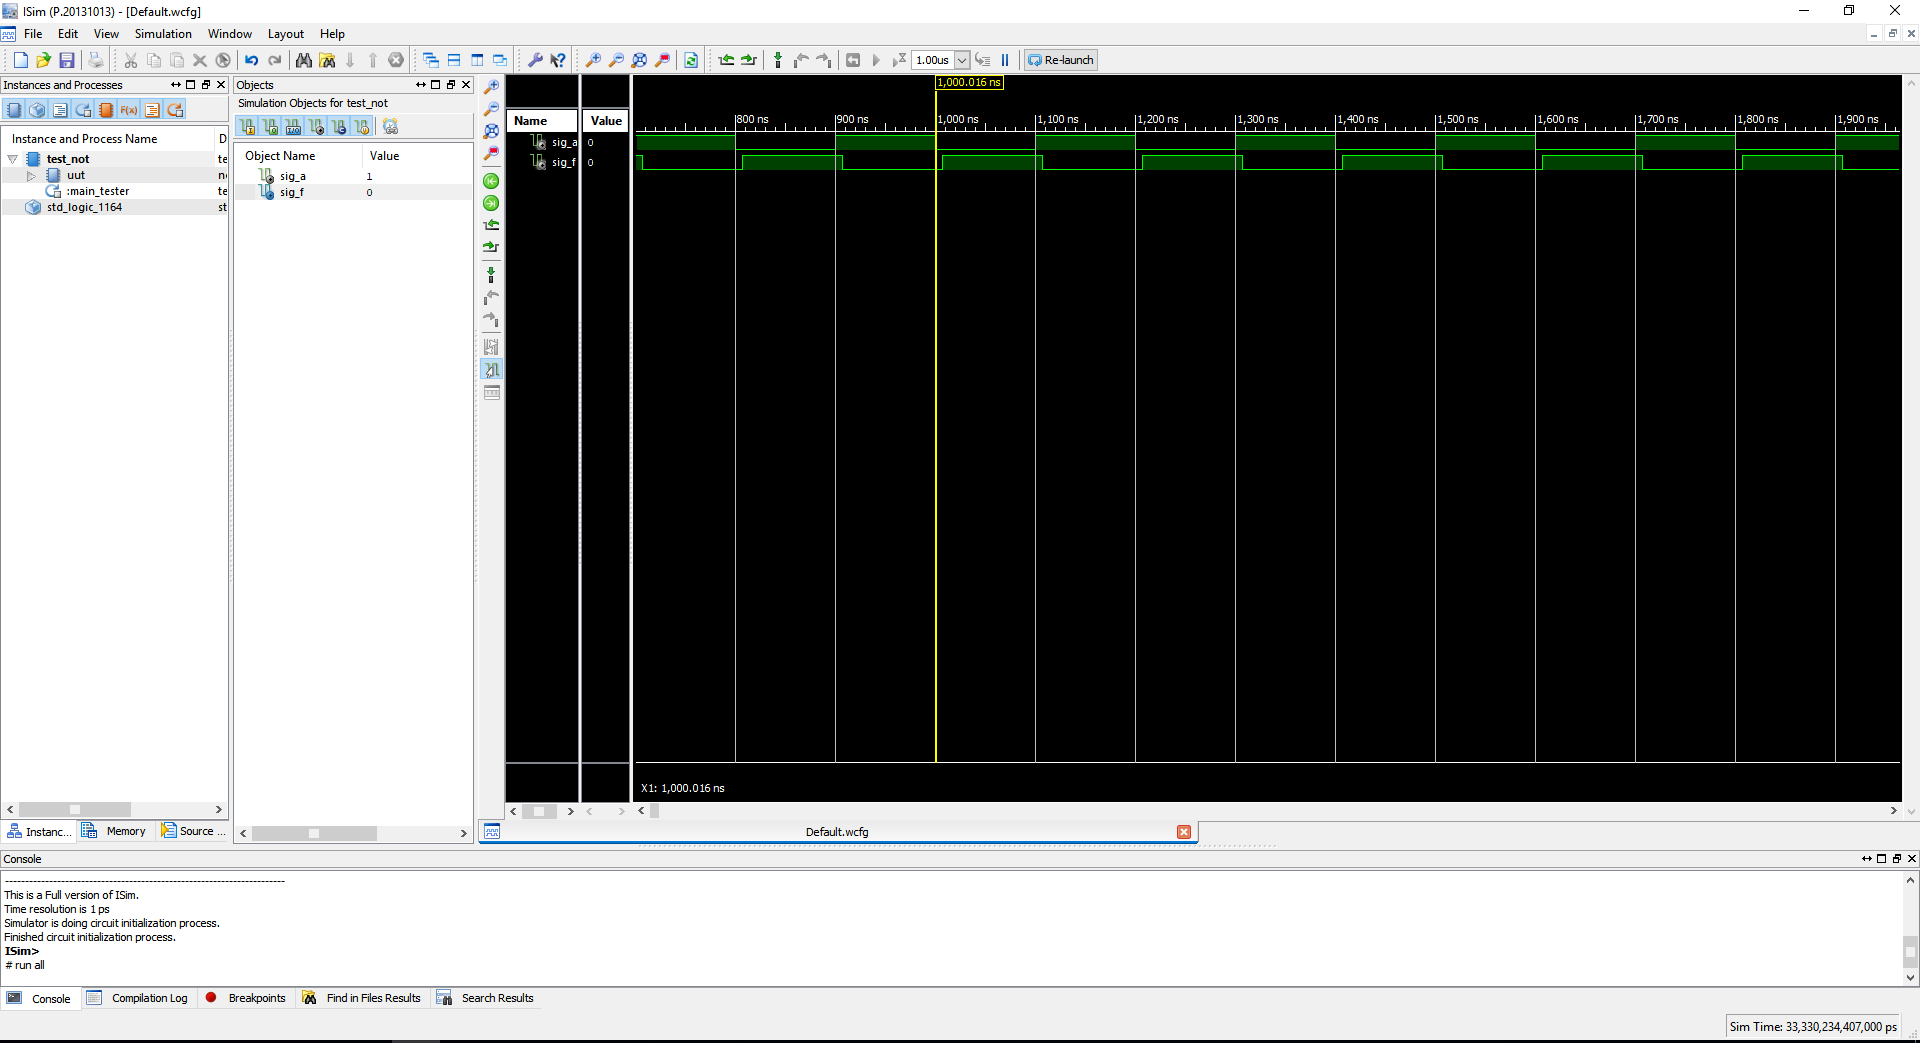 ISim (P.20131013) - [Default.wcfg]
File Edit View Simulation Window Layout Help
1.00us Re-launch
Instances and Processes
Instance and Process Name D
test_not te
uut n
:main_tester te
std_logic_1164 st
Instanc... Memory Source ...
Objects
Simulation Objects for test_not
Object Name Value
sig_a 1
sig_f 0
Name Value
sig_a 0
sig_f 0
1,000.016 ns
800 ns 900 ns 1,000 ns 1,100 ns 1,200 ns 1,300 ns 1,400 ns 1,500 ns 1,600 ns 1,700 ns 1,800 ns 1,900 ns
X1: 1,000.016 ns
Default.wcfg
Console
This is a Full version of ISim.
Time resolution is 1 ps
Simulator is doing circuit initialization process.
Finished circuit initialization process.
ISim>
# run all
Console Compilation Log Breakpoints Find in Files Results Search Results
Sim Time: 33,330,234,407,000 ps